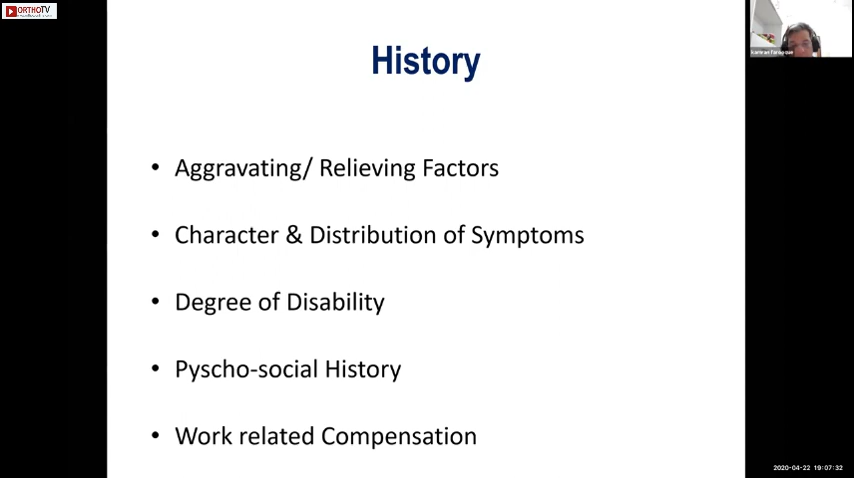 ORTHOTV
History
• Aggravating/ Relieving Factors
• Character & Distribution of Symptoms
• Degree of Disability
• Pyscho-social History
• Work related Compensation
2020-04-22 19:07:32